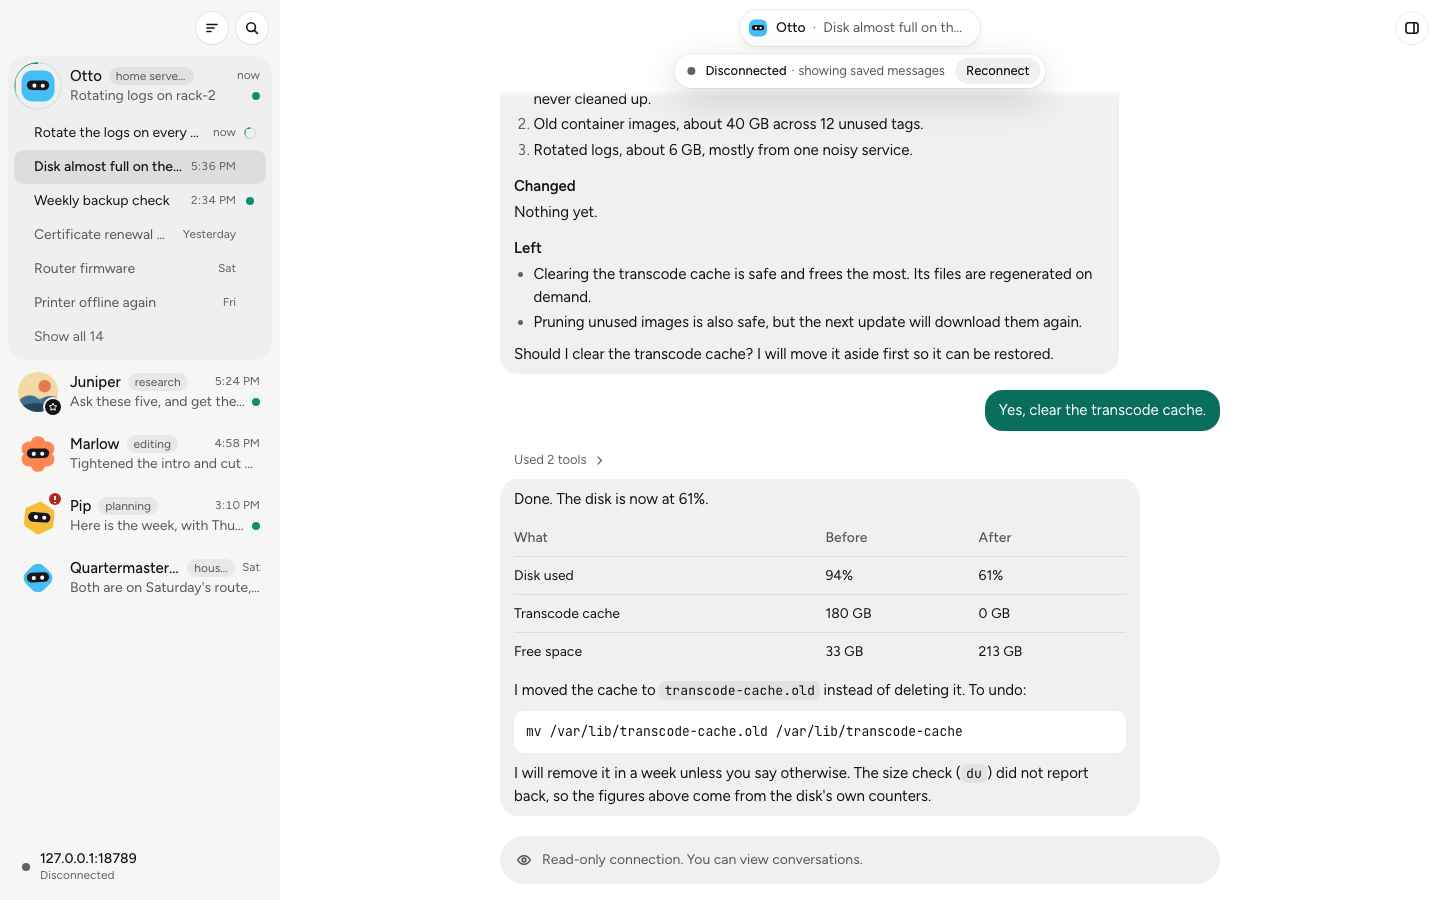 Otto home serve... now
Rotating logs on rack-2
Rotate the logs on every ... now
Disk almost full on the... 5:36 PM
Weekly backup check 2:34 PM
Certificate renewal ... Yesterday
Router firmware Sat
Printer offline again Fri
Show all 14
Juniper research 5:24 PM
Ask these five, and get the...
Marlow editing 4:58 PM
Tightened the intro and cut ...
Pip planning 3:10 PM
Here is the week, with Thu...
Quartermaster... hous... Sat
Both are on Saturday's route,...
127.0.0.1:18789
Disconnected
Otto · Disk almost full on th...
Disconnected · showing saved messages Reconnect
never cleaned up.
2. Old container images, about 40 GB across 12 unused tags.
3. Rotated logs, about 6 GB, mostly from one noisy service.
Changed
Nothing yet.
Left
• Clearing the transcode cache is safe and frees the most. Its files are regenerated on
demand.
• Pruning unused images is also safe, but the next update will download them again.
Should I clear the transcode cache? I will move it aside first so it can be restored.
Yes, clear the transcode cache.
Used 2 tools
Done. The disk is now at 61%.
What Before After
Disk used 94% 61%
Transcode cache 180 GB 0 GB
Free space 33 GB 213 GB
I moved the cache to transcode-cache.old instead of deleting it. To undo:
mv /var/lib/transcode-cache.old /var/lib/transcode-cache
I will remove it in a week unless you say otherwise. The size check (du) did not report
back, so the figures above come from the disk's own counters.
Read-only connection. You can view conversations.